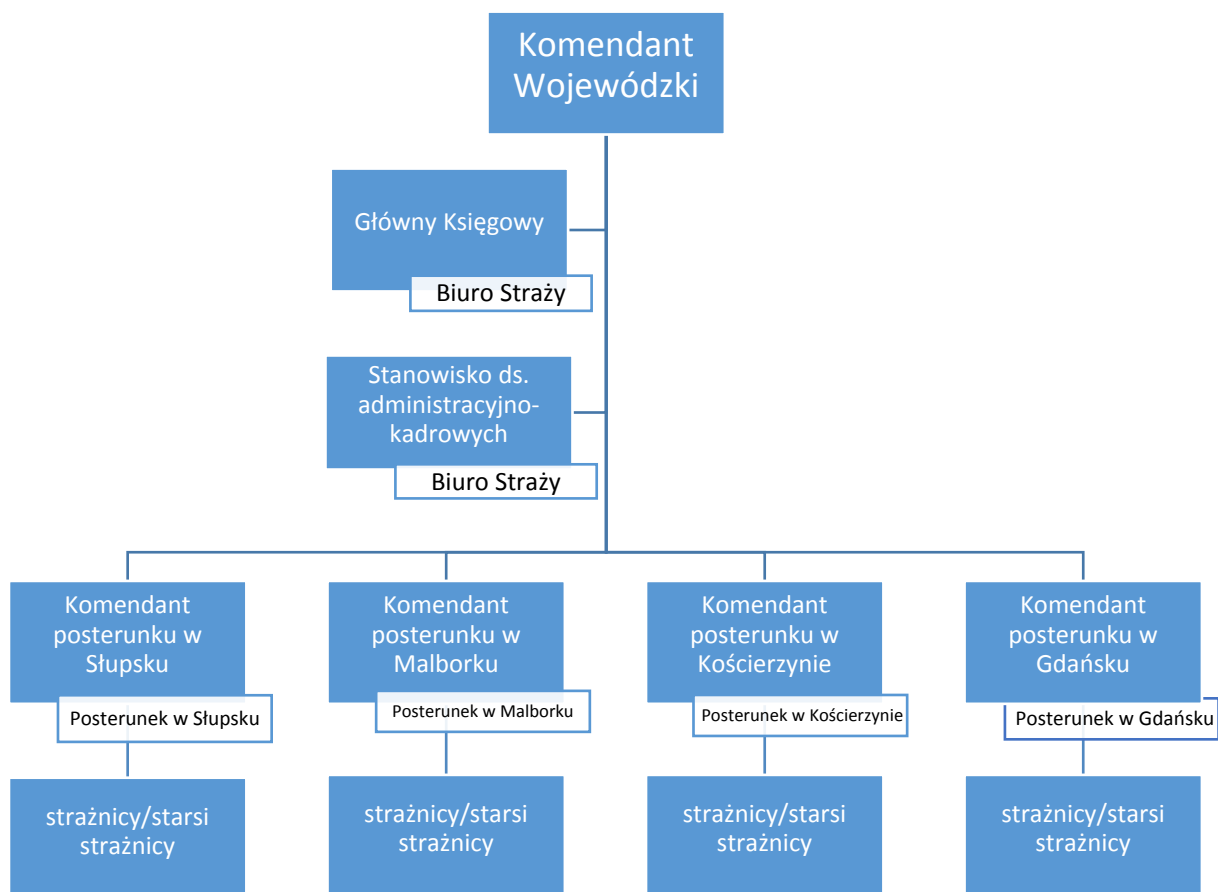 Komendant
Wojewódzki
Główny Księgowy
Biuro Straży
Stanowisko ds.
administracyjno-
kadrowych
Biuro Straży
Komendant
posterunku w
Słupsku
Posterunek w Słupsku
strażnicy/starsi
strażnicy
Komendant
posterunku w
Malborku
Posterunek w Malborku
strażnicy/starsi
strażnicy
Komendant
posterunku w
Kościerzynie
Posterunek w Kościerzynie
strażnicy/starsi
strażnicy
Komendant
posterunku w
Gdańsku
Posterunek w Gdańsku
strażnicy/starsi
strażnicy